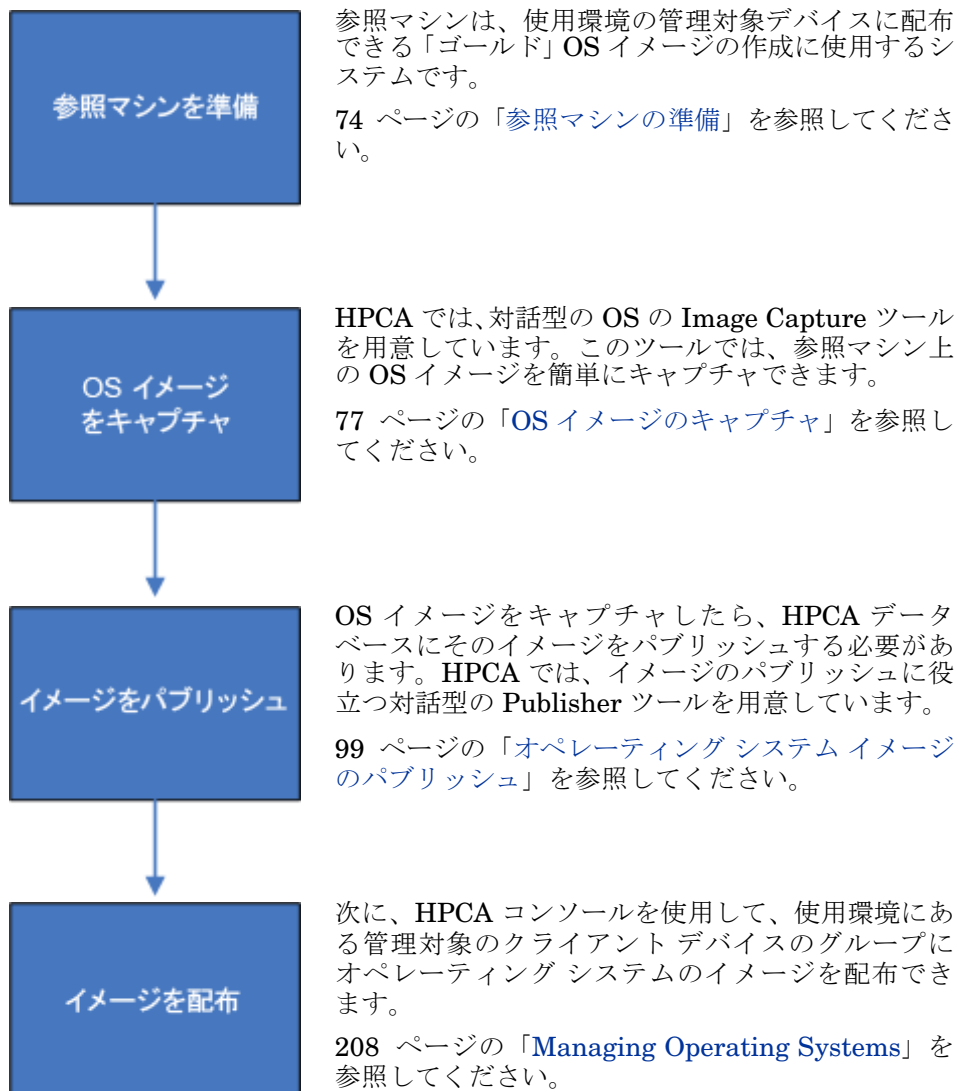 参照マシンを準備
参照マシンは、使用環境の管理対象デバイスに配布
できる「ゴールド」OS イメージの作成に使用するシ
ステムです。
74 ページの「参照マシンの準備」を参照してくださ
い。
OS イメージ
をキャプチャ
HPCA では、対話型の OS の Image Capture ツール
を用意しています。このツールでは、参照マシン上
の OS イメージを簡単にキャプチャできます。
77 ページの「OS イメージのキャプチャ」を参照し
てください。
イメージをパブリッシュ
OS イメージをキャプチャしたら、HPCA データ
ベースにそのイメージをパブリッシュする必要があ
ります。HPCA では、イメージのパブリッシュに役
立つ対話型の Publisher ツールを用意しています。
99 ページの「オペレーティング システム イメージ
のパブリッシュ」を参照してください。
イメージを配布
次に、HPCA コンソールを使用して、使用環境にあ
る管理対象のクライアント デバイスのグループに
オペレーティング システムのイメージを配布でき
ます。
208 ページの「Managing Operating Systems」を
参照してください。